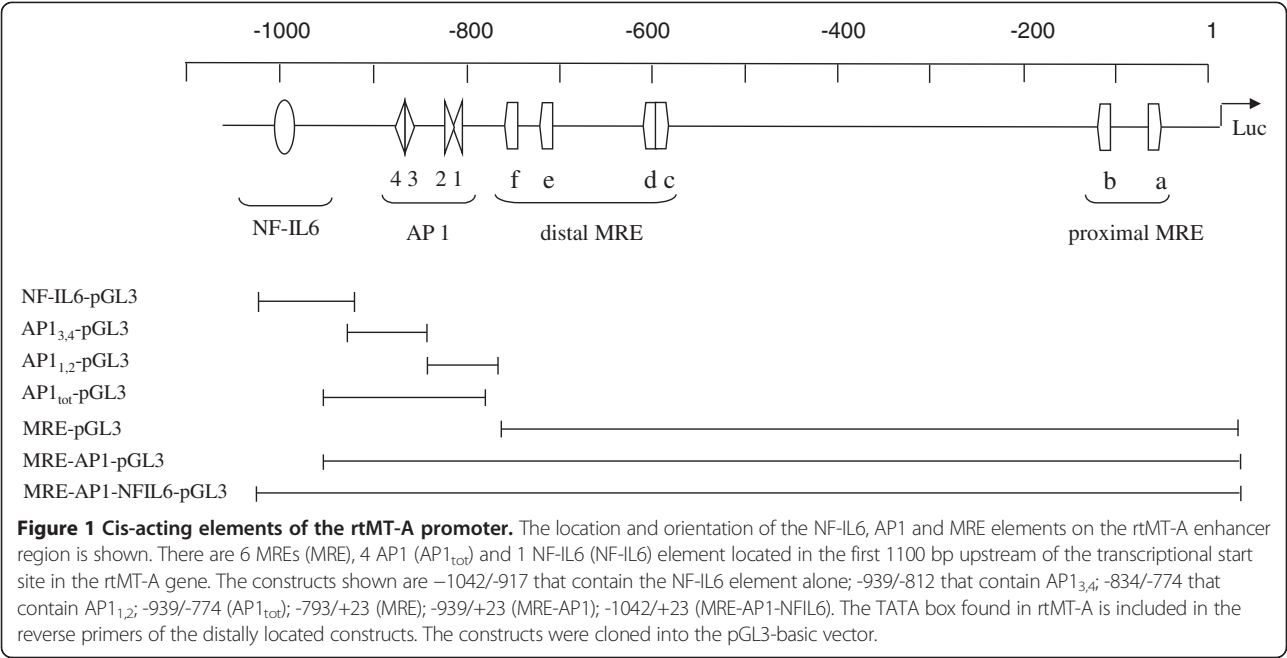 -1000 -800 -600 -400 -200 1
Luc
4 3 2 1 f e d c b a
NF-IL6 AP 1 distal MRE proximal MRE
NF-IL6-pGL3
AP13,4-pGL3
AP11,2-pGL3
AP1tot-pGL3
MRE-pGL3
MRE-AP1-pGL3
MRE-AP1-NFIL6-pGL3
Figure 1 Cis-acting elements of the rtMT-A promoter. The location and orientation of the NF-IL6, AP1 and MRE elements on the rtMT-A enhancer
region is shown. There are 6 MREs (MRE), 4 AP1 (AP1tot) and 1 NF-IL6 (NF-IL6) element located in the first 1100 bp upstream of the transcriptional start
site in the rtMT-A gene. The constructs shown are −1042/-917 that contain the NF-IL6 element alone; -939/-812 that contain AP13,4; -834/-774 that
contain AP11,2; -939/-774 (AP1tot); -793/+23 (MRE); -939/+23 (MRE-AP1); -1042/+23 (MRE-AP1-NFIL6). The TATA box found in rtMT-A is included in the
reverse primers of the distally located constructs. The constructs were cloned into the pGL3-basic vector.